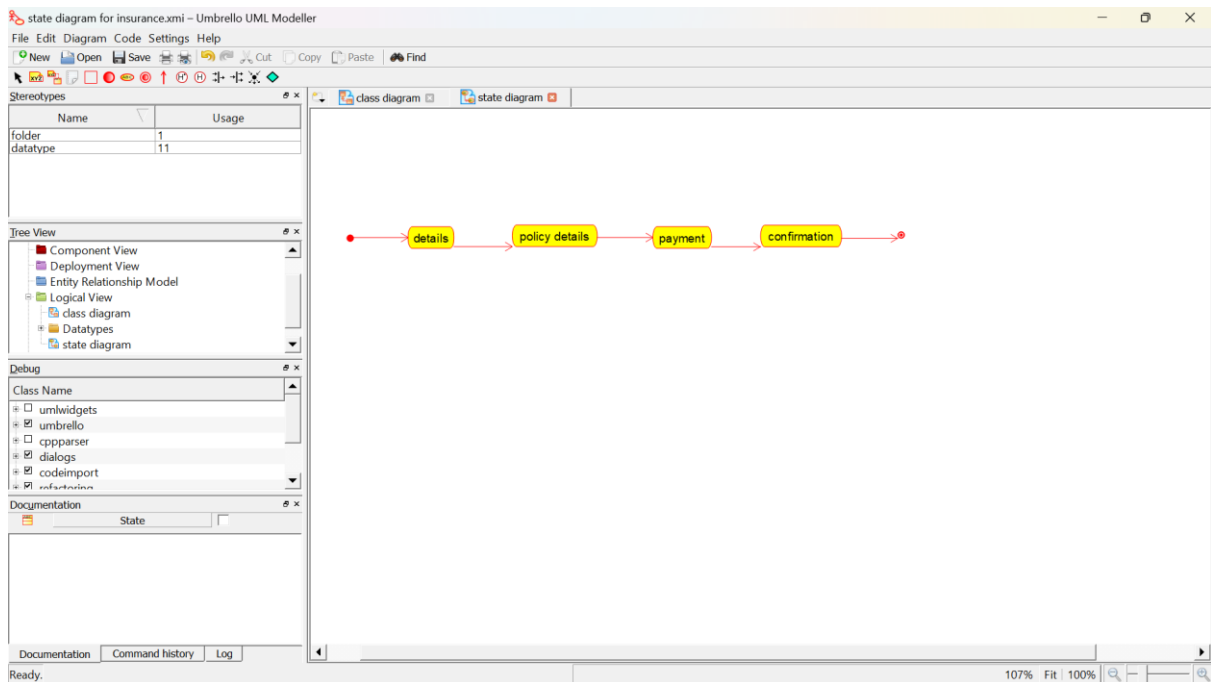 state diagram for insurance.xmi – Umbrello UML Modeller
File Edit Diagram Code Settings Help
New Open Save Cut Copy Paste Find
Stereotypes
class diagram state diagram
Name Usage
folder 1
datatype 11
Tree View
Component View
Deployment View
Entity Relationship Model
Logical View
class diagram
Datatypes
state diagram
details policy details payment confirmation
Debug
Class Name
umlwidgets
umbrello
cppparser
dialogs
codeimport
refactoring
Documentation
State
Documentation Command history Log
Ready. 107% Fit 100%